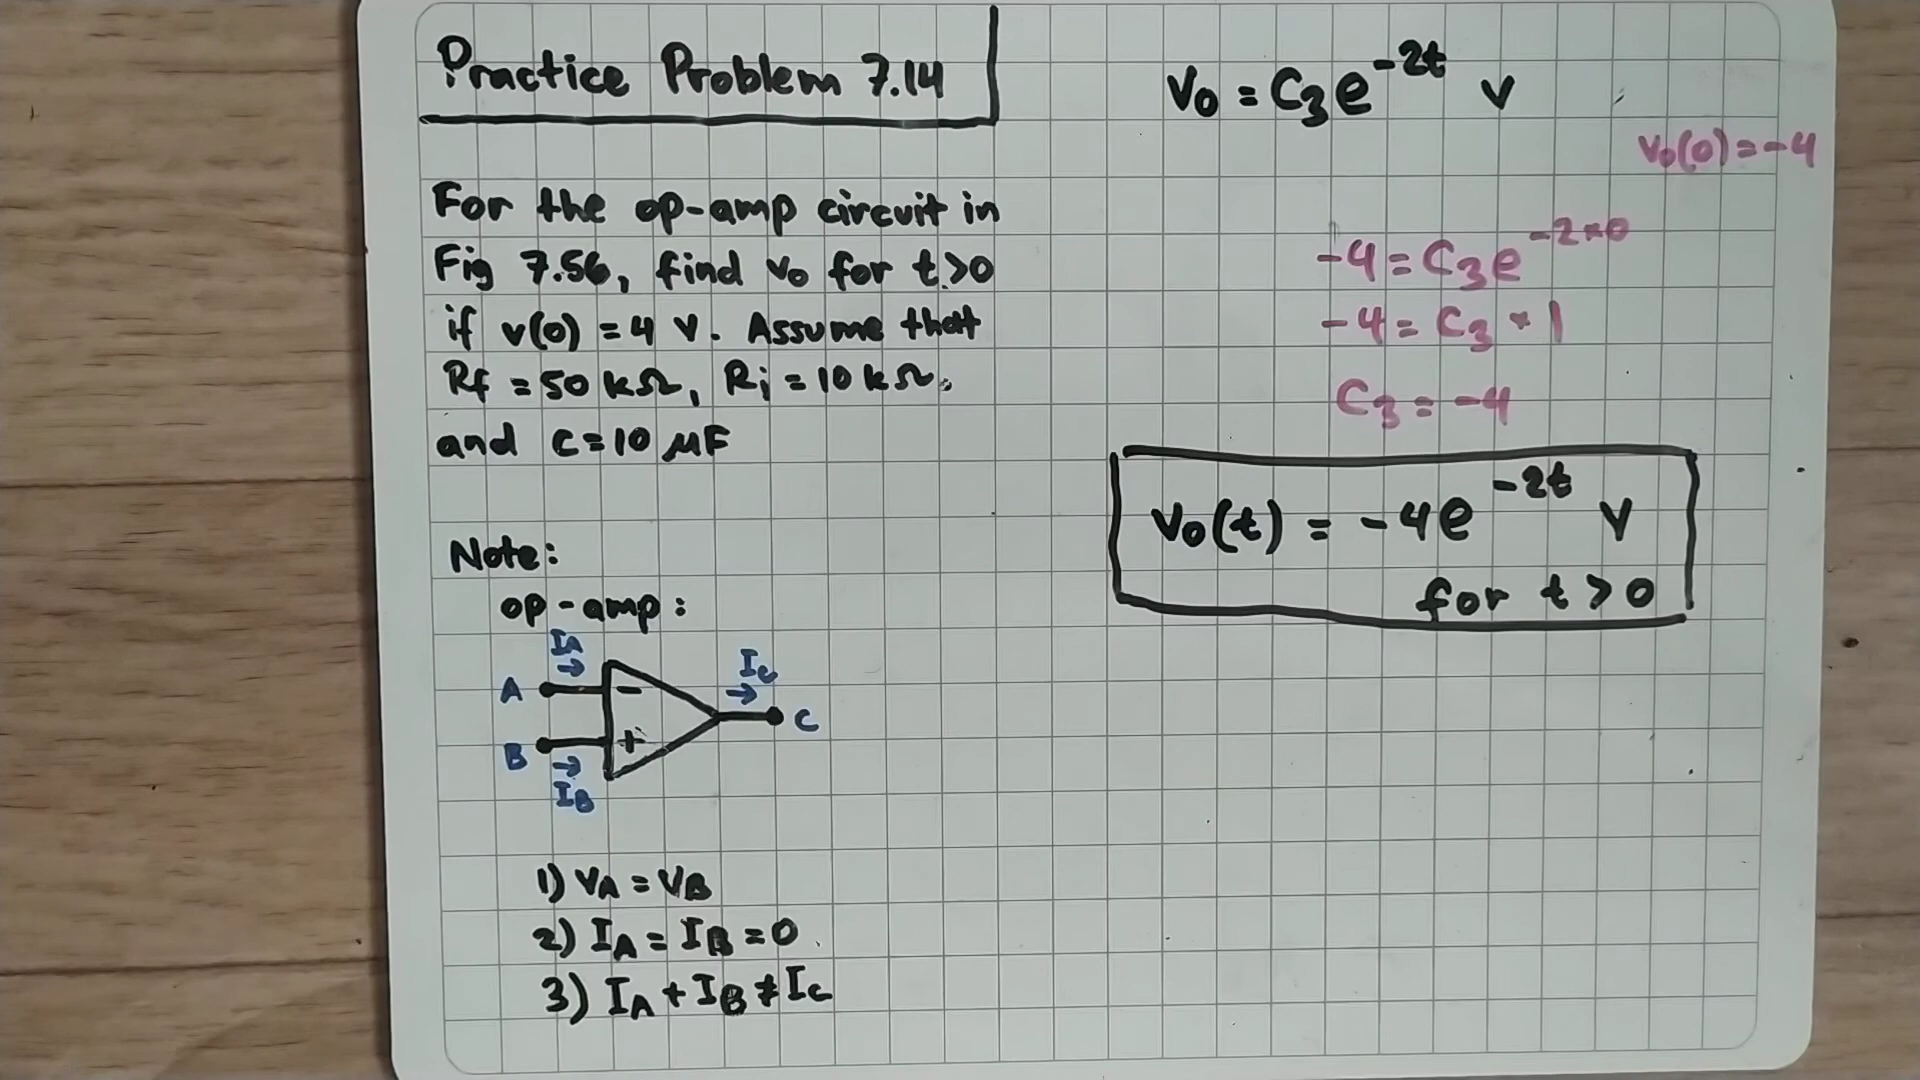 Practice Problem 7.14
For the op-amp circuit in
Fig 7.56, find vo for t>0
if v(0) = 4 V. Assume that
Rf = 50 kΩ, Ri = 10 kΩ,
and C = 10 μF
Note:
op-amp:
IA
A
-
IC
C
B
+
IB
1) VA = VB
2) IA = IB = 0
3) IA + IB ≠ Ic
Vo = C3e^-2t V
Vo(0) = -4
-4 = C3e^-2*0
-4 = C3 * 1
C3 = -4
Vo(t) = -4e^-2t V
for t > 0